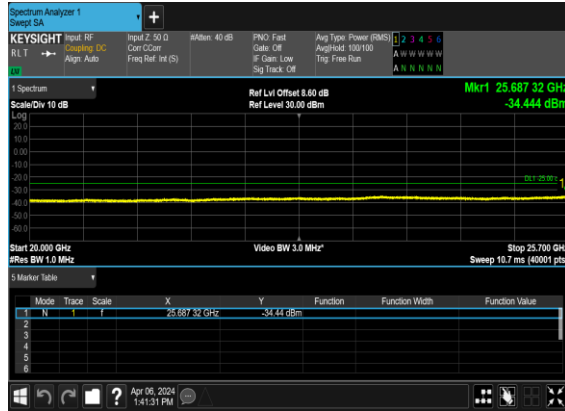 Spectrum Analyzer 1
Swept SA
+
KEYSIGHT Input: RF Input Z: 50 Ω #Atten: 40 dB PNO: Fast Avg Type: Power (RMS) 1 2 3 4 5 6
RLT Coupling: DC Corr CCorr Gate: Off Avg|Hold: 100/100 A W W W W W
Align: Auto Freq Ref: Int (S) IF Gain: Low Trig: Free Run
Sig Track: Off A N N N N N
1 Spectrum Ref Lvl Offset 8.60 dB Mkr1 25.687 32 GHz
Scale/Div 10 dB Ref Level 30.00 dBm -34.444 dBm
Log
20.0
10.0
0.00
-10.0
-20.0
DL1 -25.00 1
-30.0
-40.0
-50.0
-60.0
Start 20.000 GHz Video BW 3.0 MHz* Stop 25.700 GH
#Res BW 1.0 MHz Sweep 10.7 ms (40001 pts
5 Marker Table
Mode Trace Scale X Y Function Function Width Function Value
1 N 1 f 25.687 32 GHz -34.44 dBm
2
3
4
5
6
? Apr 06, 2024
1:41:31 PM